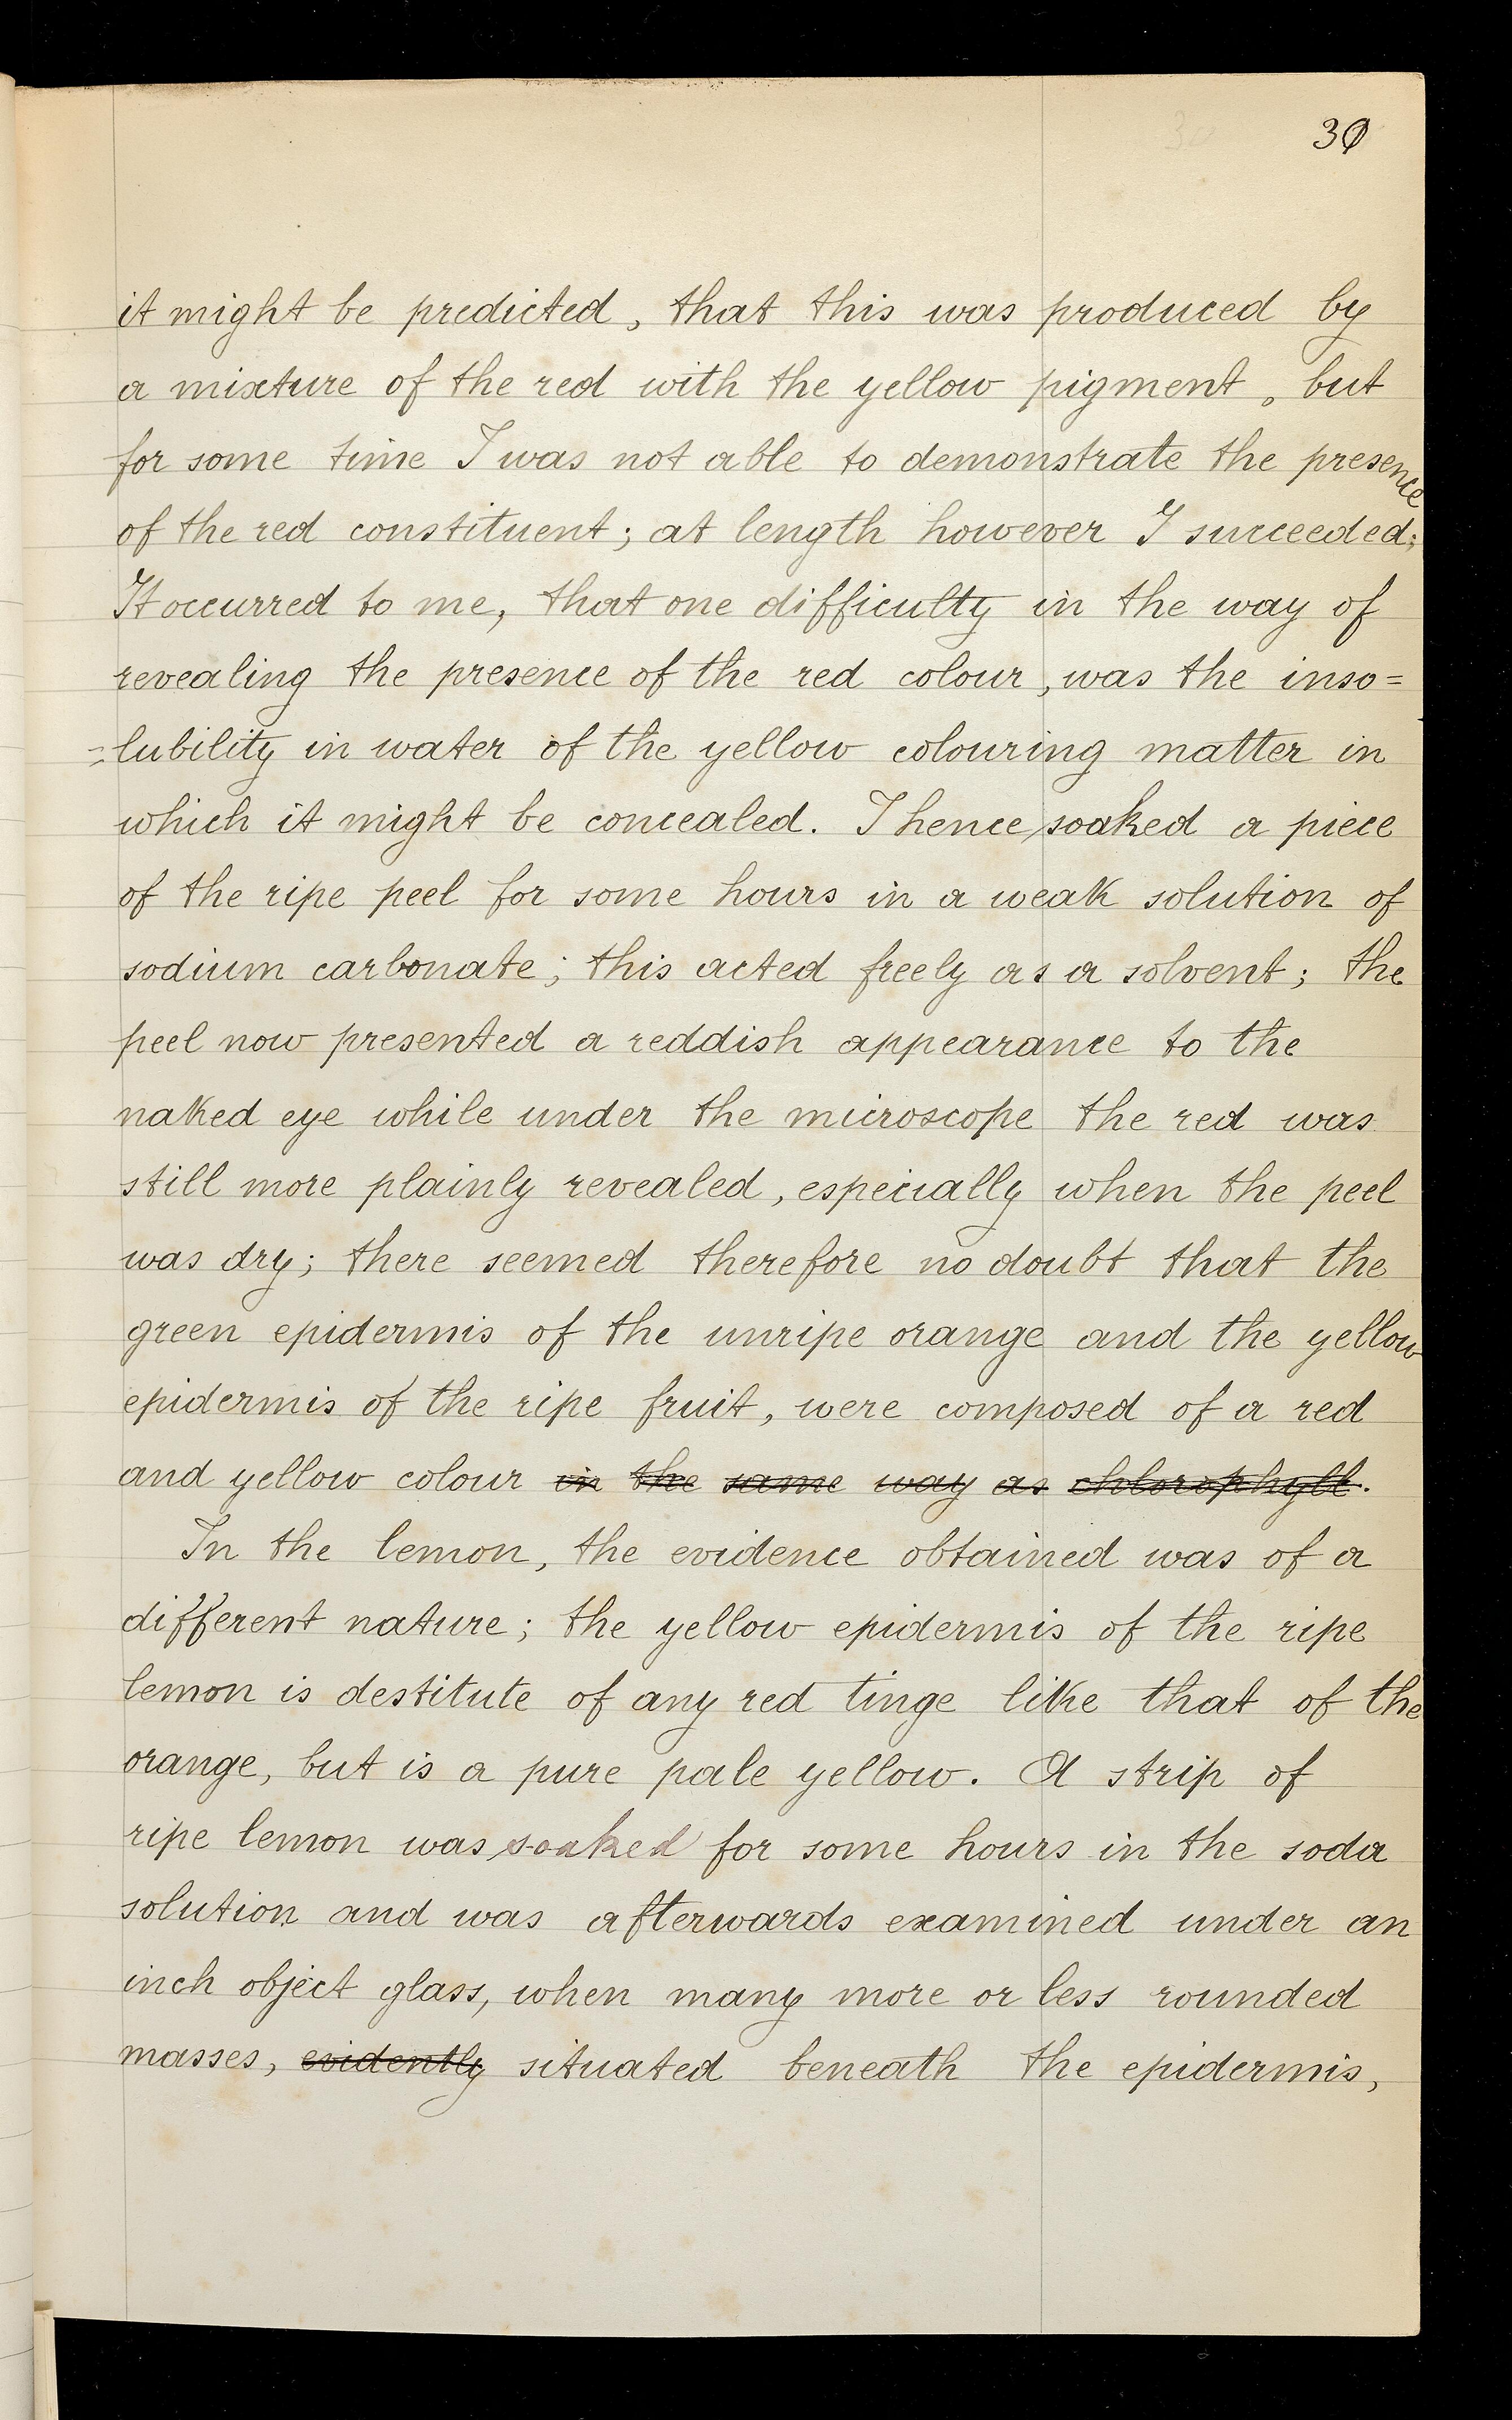 30
it might be predicted, that this was produced by
a mixture of the red with the yellow pigment, but
for some time I was not able to demonstrate the presence
of the red constituent; at length however I succeeded;
It occurred to me, that one difficulty in the way of
revealing the presence of the red colour, was the inso=
=lubility in water of the yellow colouring matter in
which it might be concealed. I hence soaked a piece
of the ripe peel for some hours in a weak solution of
sodium carbonate; this acted freely as a solvent; the
peel now presented a reddish appearance to the
naked eye while under the microscope the red was
still more plainly revealed, especially when the peel
was dry; there seemed therefore no doubt that the
green epidermis of the unripe orange and the yellow
epidermis of the ripe fruit, were composed of a red
and yellow colour in the same way as chlorophyll.
In the lemon, the evidence obtained was of a
different nature; the yellow epidermis of the ripe
lemon is destitute of any red tinge like that of the
orange, but is a pure pale yellow. A strip of
ripe lemon was soaked for some hours in the soda
solution and was afterwards examined under an
inch object glass, when many more or less rounded
masses, evidently situated beneath the epidermis,